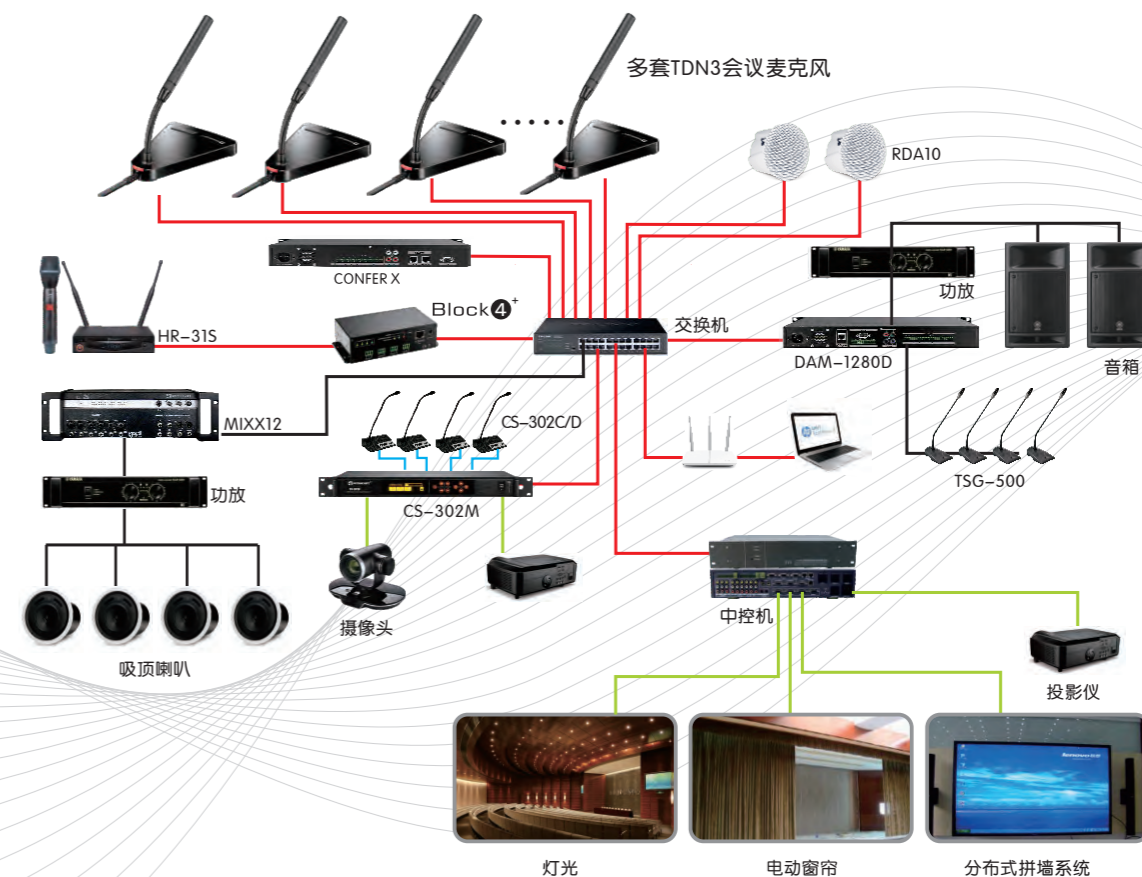 多套TDN3会议麦克风
RDA10
CONFER X
功放
Block4+
HR-31S
交换机
DAM-1280D
音箱
MIXX12
CS-302C/D
TSG-500
功放
CS-302M
摄像头
中控机
吸顶喇叭
投影仪
lenovo
灯光
电动窗帘
分布式拼墙系统